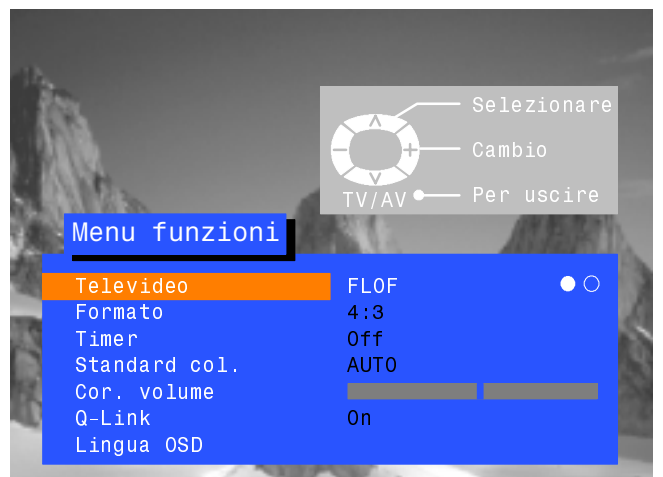 Selezionare
Cambio
TV/AV Per uscire
Menu funzioni
Televideo FLOF
Formato 4:3
Timer Off
Standard col. AUTO
Cor. volume
Q-Link On
Lingua OSD